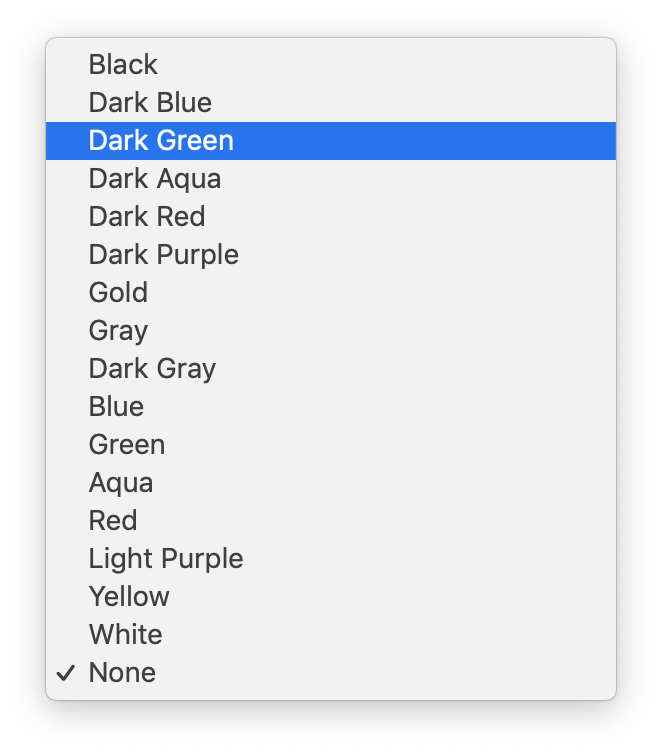 Black
Dark Blue
Dark Green
Dark Aqua
Dark Red
Dark Purple
Gold
Gray
Dark Gray
Blue
Green
Aqua
Red
Light Purple
Yellow
White
None